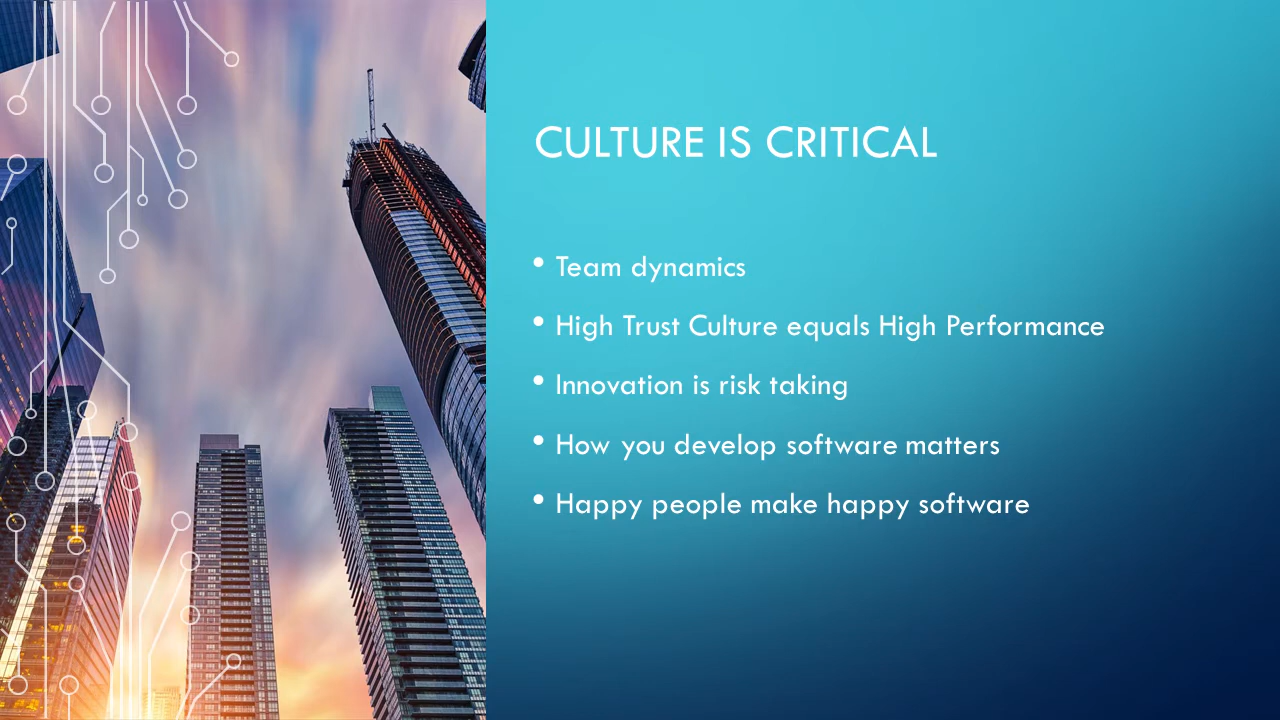 CULTURE IS CRITICAL
• Team dynamics
• High Trust Culture equals High Performance
• Innovation is risk taking
• How you develop software matters
• Happy people make happy software